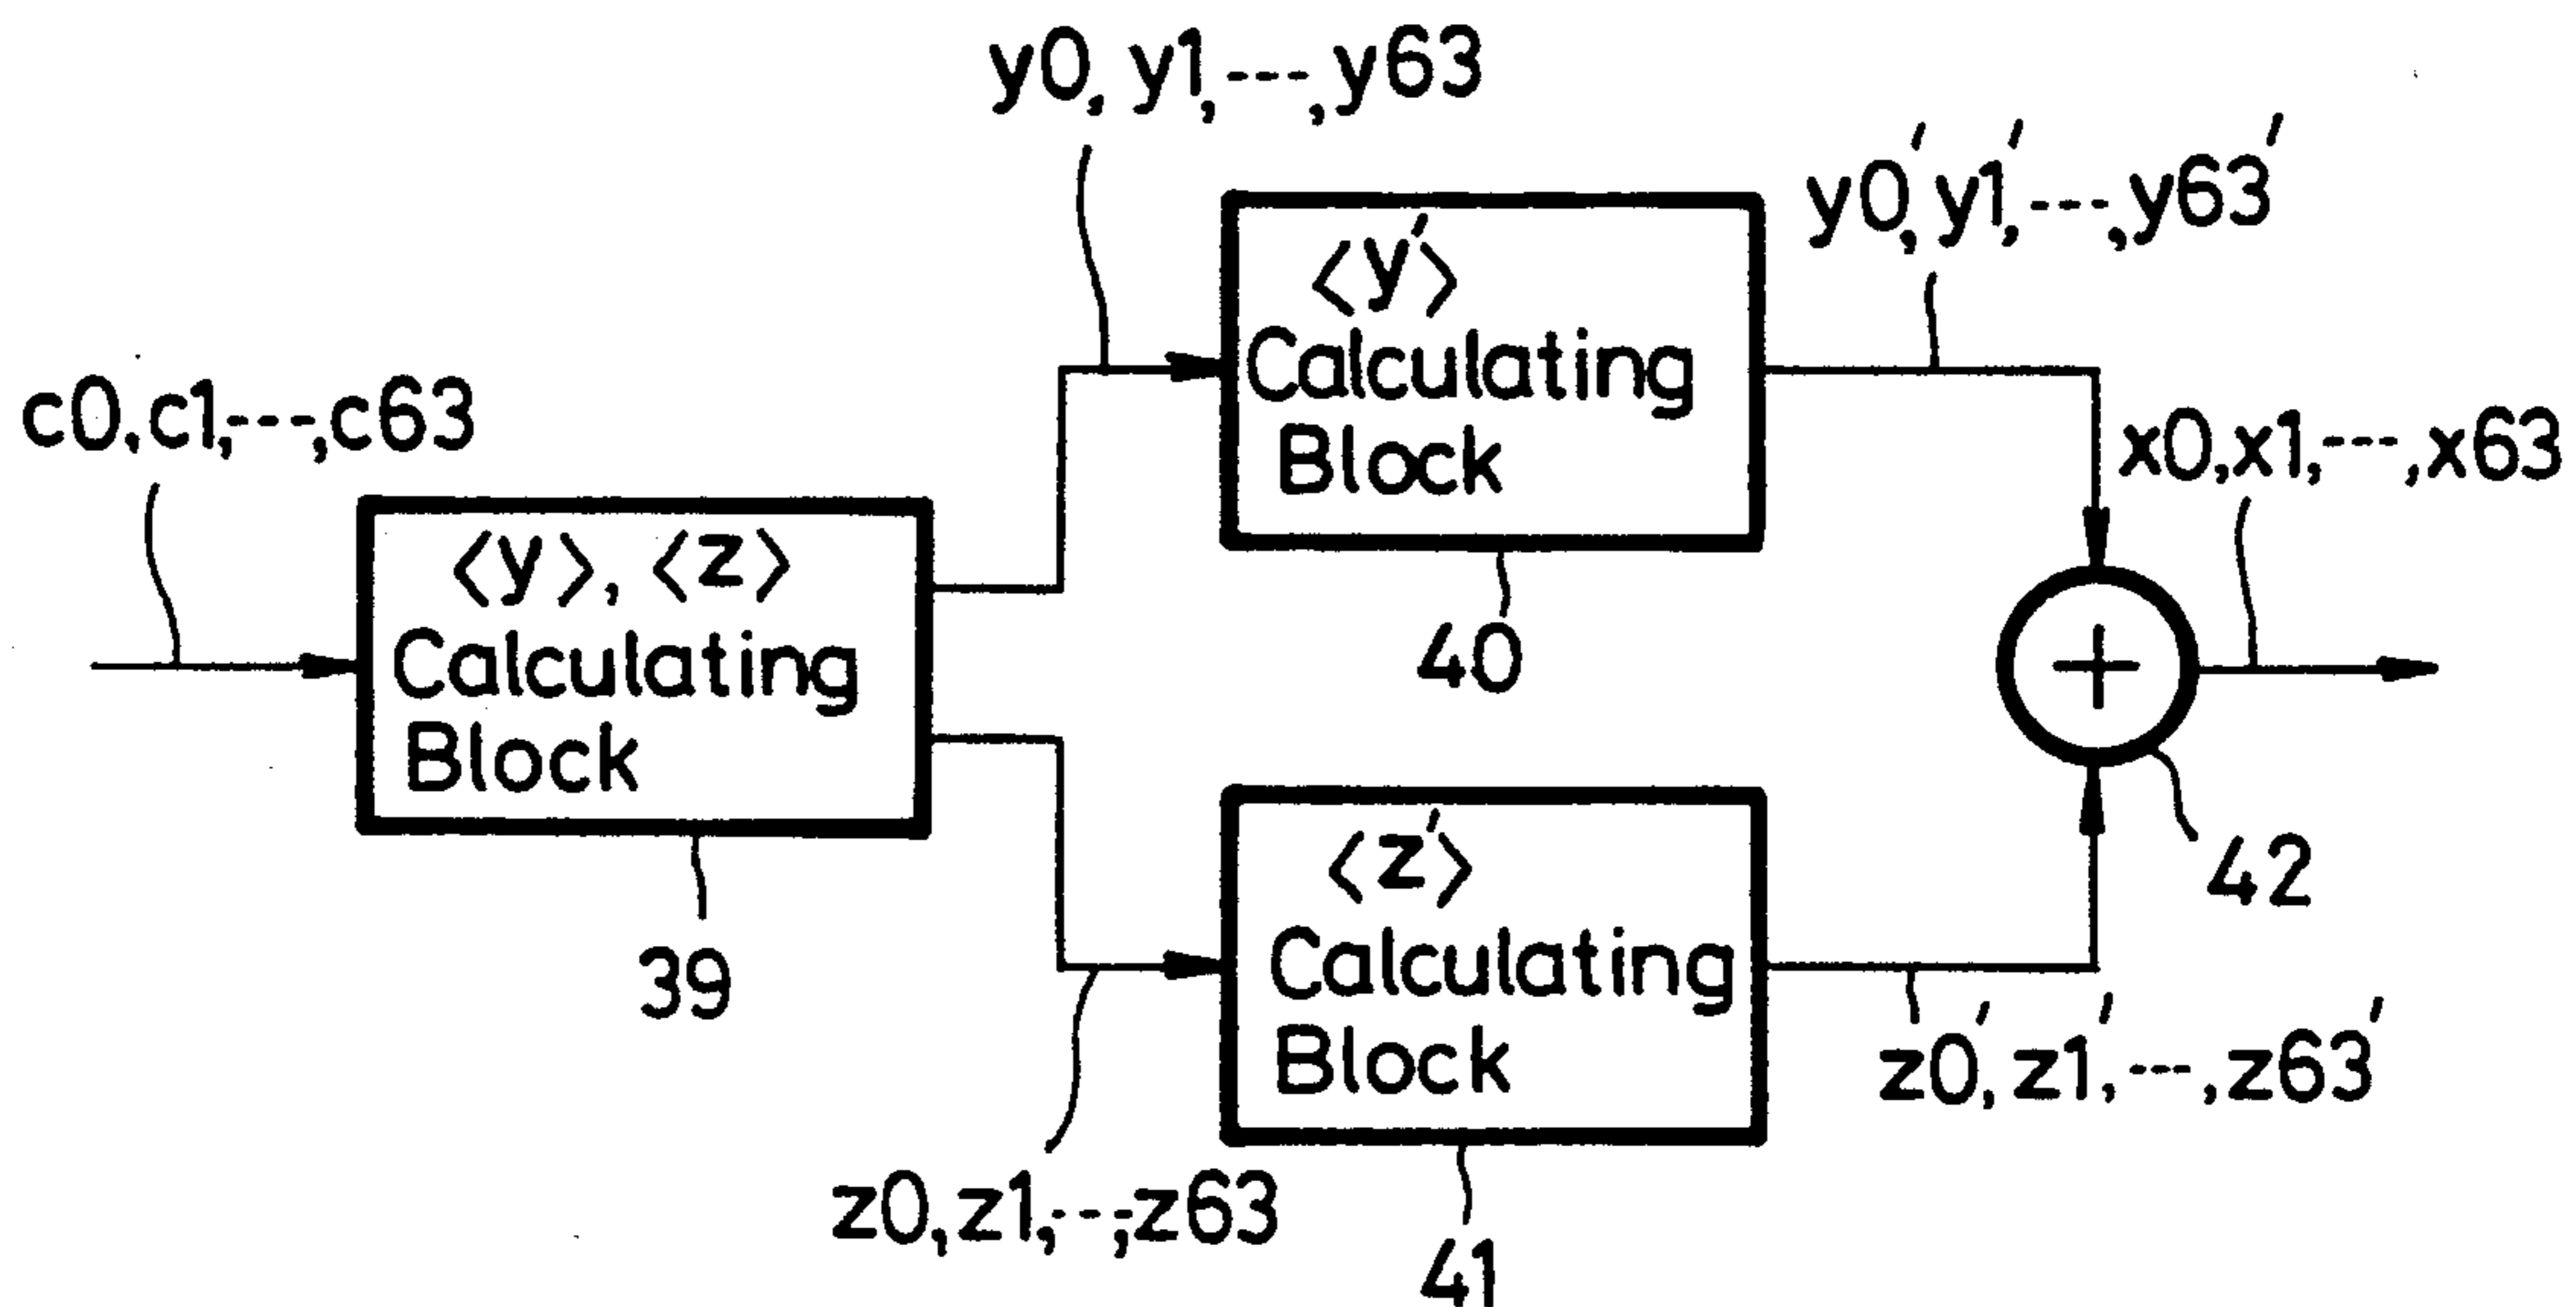 y0, y1,---,y63
y0',y1',---,y63'
c0,c1,---,c63
<y'>
Calculating
Block
x0,x1,---,x63
<y>, <z>
Calculating
Block
40
42
39
<z'>
Calculating
Block
z0',z1',---,z63'
z0,z1,---,z63
41